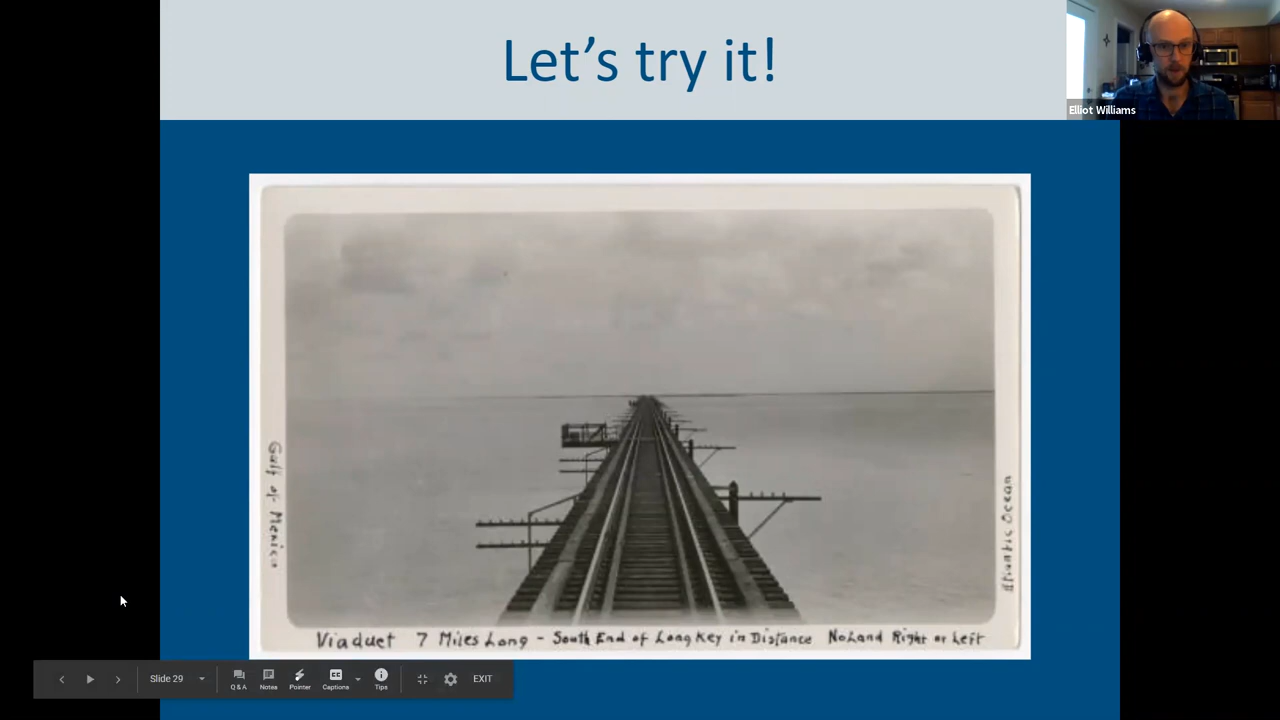 Let's try it!
Elliot Williams
Gulf of Mexico
Atlantic Ocean
Viaduct 7 Miles Long - South End of Long Key in Distance No Land Right or Left
Slide 29
Q & A
Notes
Pointer
Captions
Tips
EXIT